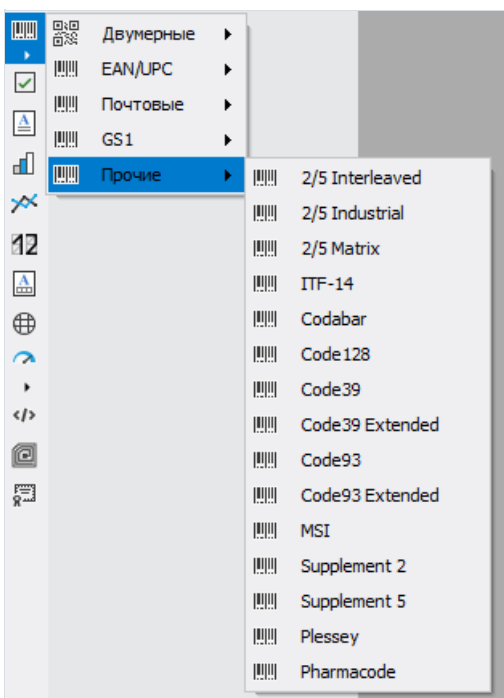 Двумерные
EAN/UPC
Почтовые
GS1
Прочие
2/5 Interleaved
2/5 Industrial
2/5 Matrix
ITF-14
Codabar
Code128
Code39
Code39 Extended
Code93
Code93 Extended
MSI
Supplement 2
Supplement 5
Plessey
Pharmacode
12